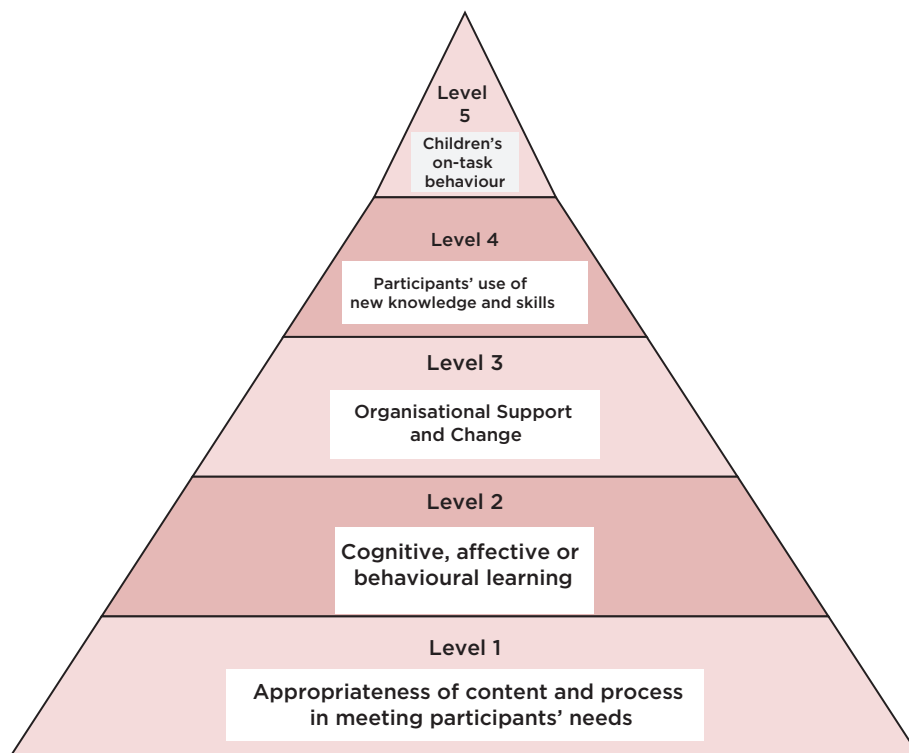 Level
5
Children's
on-task
behaviour
Level 4
Participants' use of
new knowledge and skills
Level 3
Organisational Support
and Change
Level 2
Cognitive, affective or
behavioural learning
Level 1
Appropriateness of content and process
in meeting participants' needs